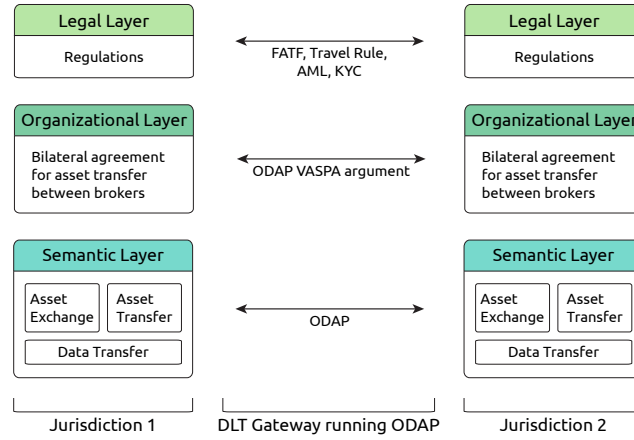 Legal Layer
Regulations
FATF, Travel Rule,
AML, KYC
Legal Layer
Regulations
Organizational Layer
Bilateral agreement
for asset transfer
between brokers
ODAP VASPA argument
Organizational Layer
Bilateral agreement
for asset transfer
between brokers
Semantic Layer
Asset
Exchange
Asset
Transfer
Data Transfer
ODAP
Semantic Layer
Asset
Exchange
Asset
Transfer
Data Transfer
Jurisdiction 1
DLT Gateway running ODAP
Jurisdiction 2